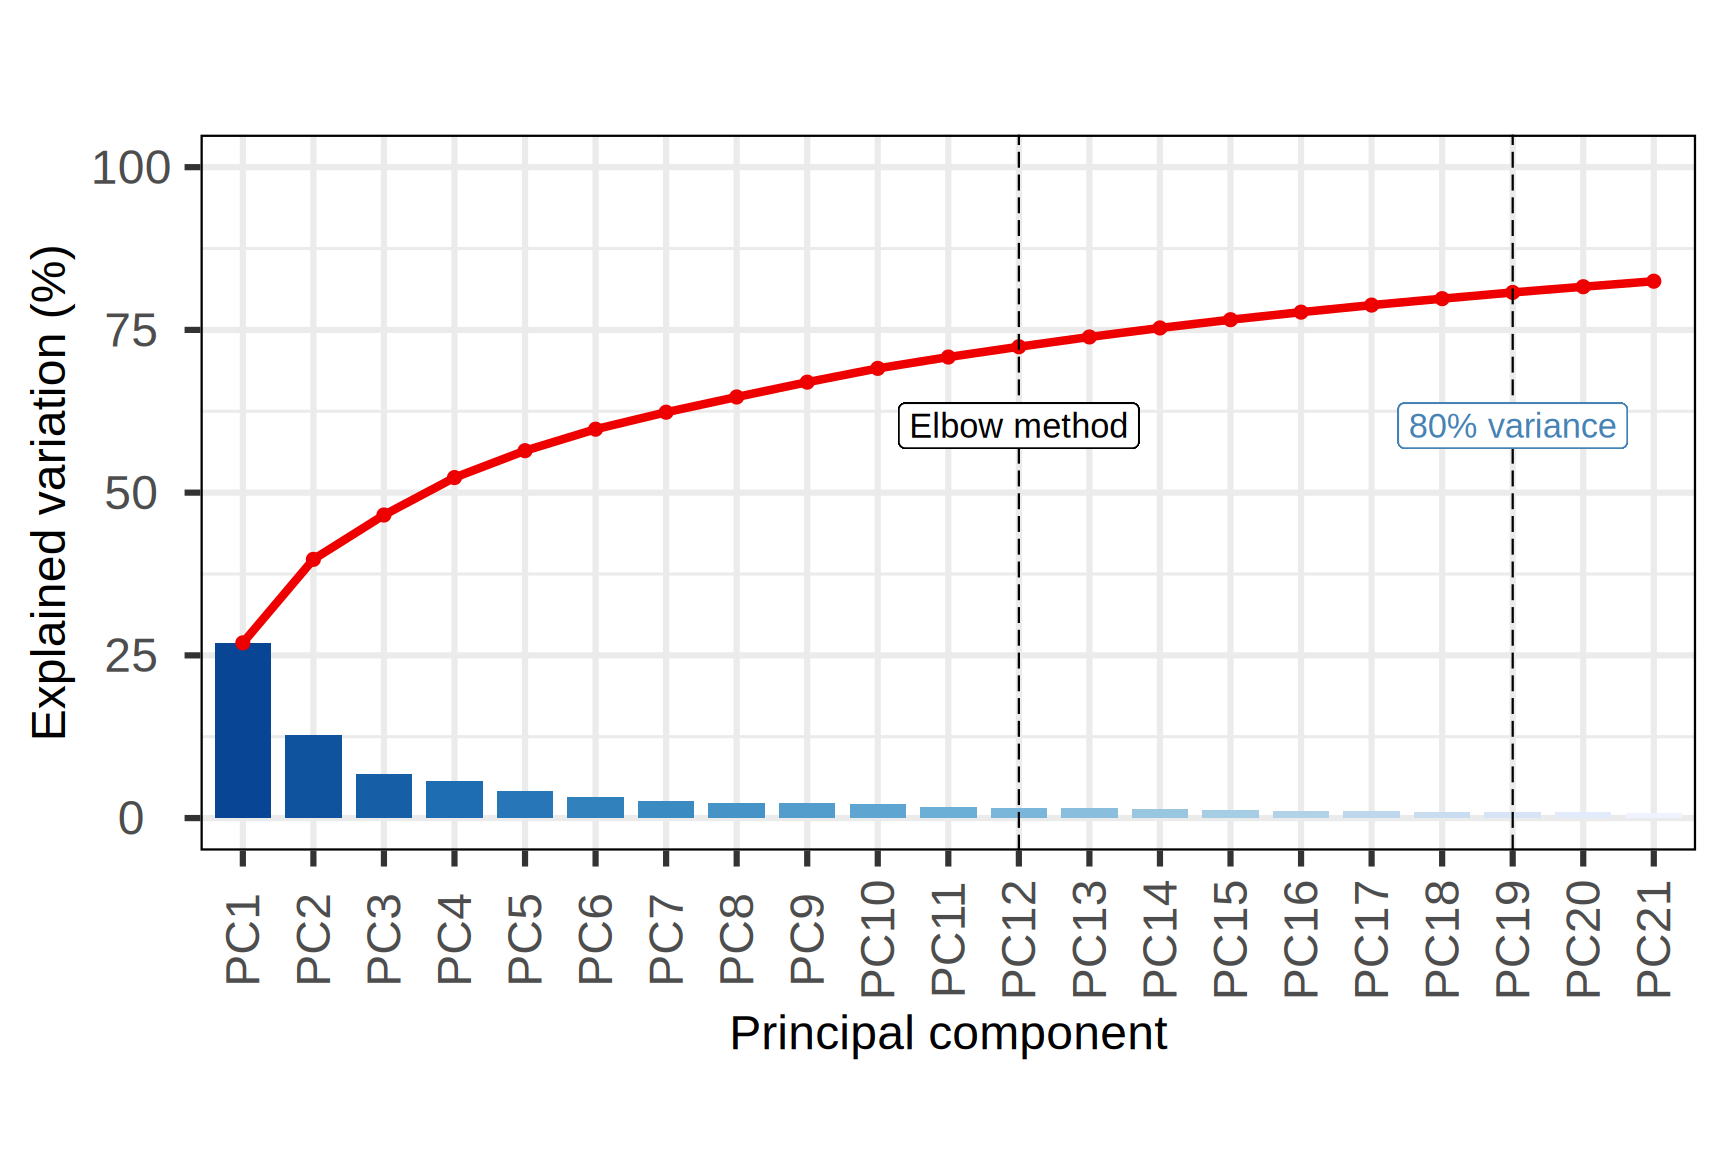 Explained variation (%)
100
75
50
25
0
Elbow method
80% variance
PC1
PC2
PC3
PC4
PC5
PC6
PC7
PC8
PC9
PC10
PC11
PC12
PC13
PC14
PC15
PC16
PC17
PC18
PC19
PC20
PC21
Principal component